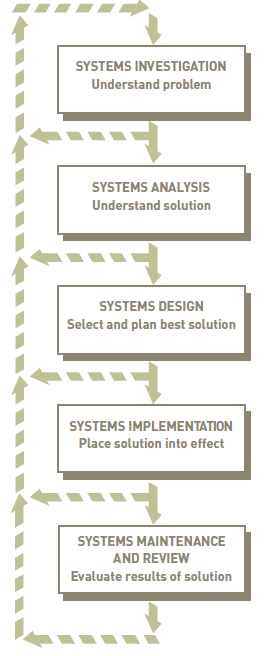 SYSTEMS INVESTIGATION
Understand problem
SYSTEMS ANALYSIS
Understand solution
SYSTEMS DESIGN
Select and plan best solution
SYSTEMS IMPLEMENTATION
Place solution into effect
SYSTEMS MAINTENANCE
AND REVIEW
Evaluate results of solution